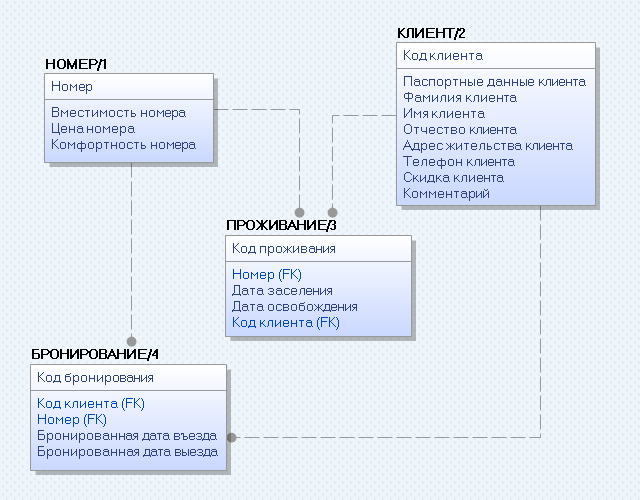 НОМЕР/1
Номер
Вместимость номера
Цена номера
Комфортность номера
КЛИЕНТ/2
Код клиента
Паспортные данные клиента
Фамилия клиента
Имя клиента
Отчество клиента
Адрес жительства клиента
Телефон клиента
Скидка клиента
Комментарий
ПРОЖИВАНИЕ/3
Код проживания
Номер (FK)
Дата заселения
Дата освобождения
Код клиента (FK)
БРОНИРОВАНИЕ/4
Код бронирования
Код клиента (FK)
Номер (FK)
Бронированная дата въезда
Бронированная дата выезда